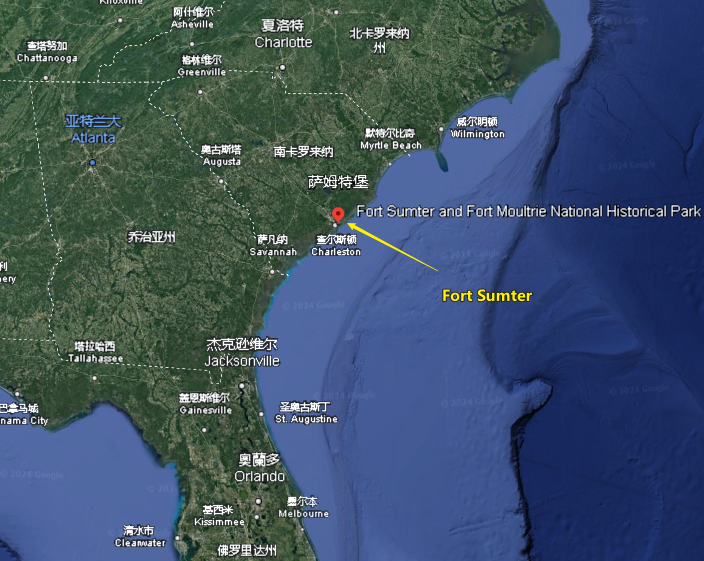 Knoxville
阿什维尔
Asheville
夏洛特
Charlotte
北卡罗来纳
州
查塔努加
Chattanooga
格林维尔
Greenville
亚特兰大
Atlanta
奥古斯塔
Augusta
南卡罗来纳
默特尔比奇
Myrtle Beach
威尔明顿
Wilmington
萨姆特堡
Fort Sumter and Fort Moultrie National Historical Park
乔治亚州
萨凡纳
Savannah
查尔斯顿
Charleston
利
ery
Fort Sumter
© 2024 Google
塔拉哈西
Tallahassee
杰克逊维尔
Jacksonville
盖恩斯维尔
Gainesville
圣奥古斯丁
St. Augustine
巴拿马城
nama City
奥蘭多
Orlando
基西米
Kissimmee
墨尔本
Melbourne
清水市
Clearwater
佛罗里达州